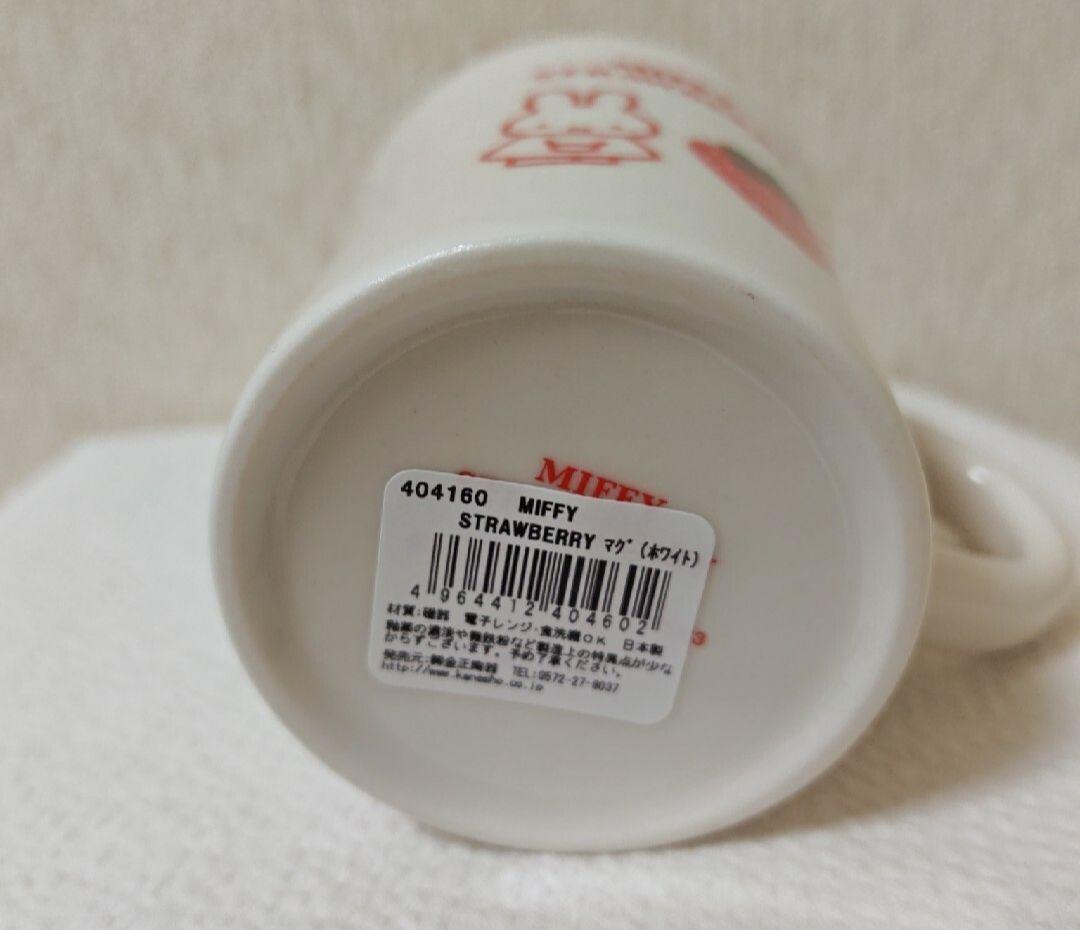 MIFFY
404160 MIFFY
STRAWBERRY マグ(ホワイト)
4 964412 404602
材質:磁器 電子レンジ・食洗機OK 日本製
釉薬の濃淡や鉄粉など製造上の特異点が少な
からずございます。予めご了承ください。
発売元:㈱金正陶器 TEL:0572-27-8037
http://www.kanesho.co.jp
3